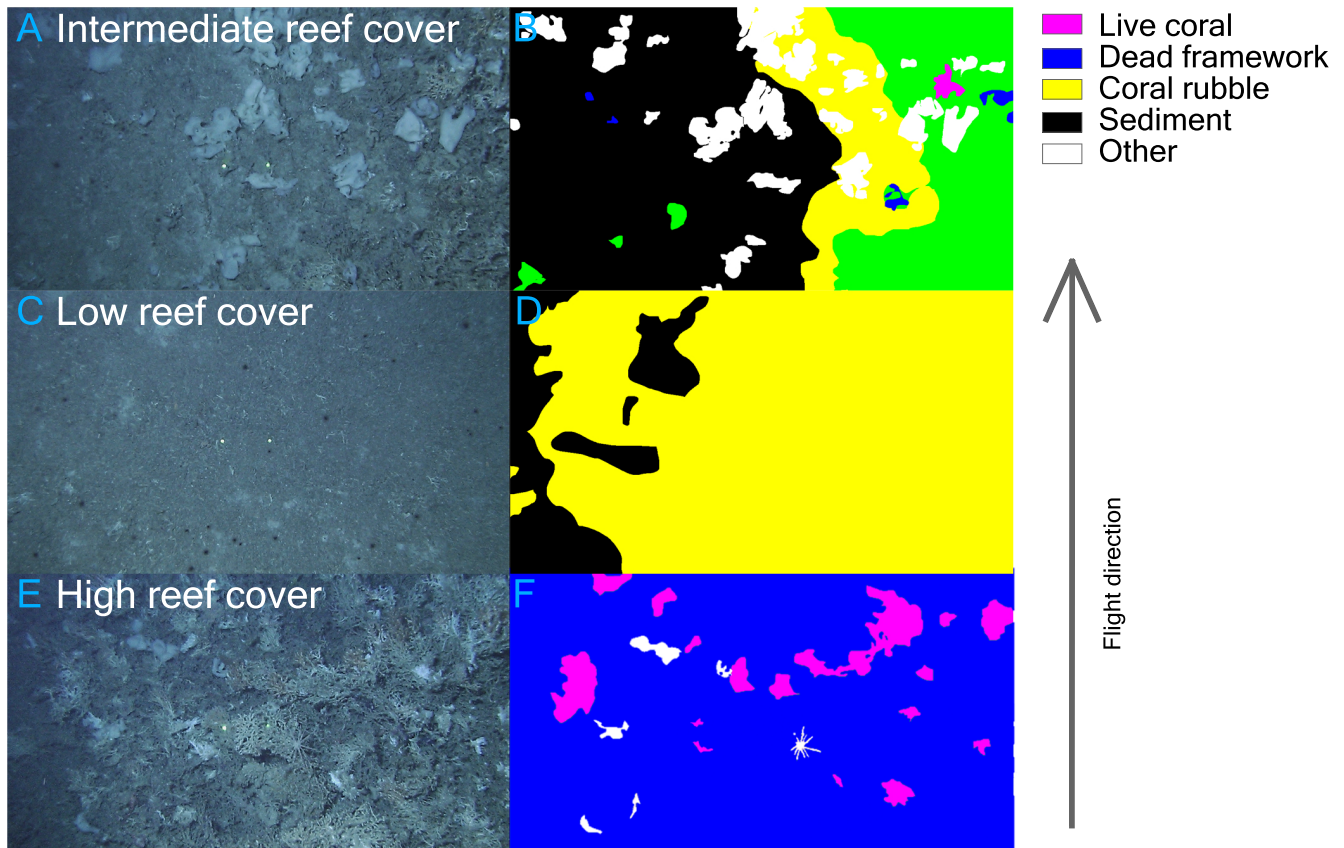 A Intermediate reef cover
B
C Low reef cover
D
E High reef cover
F
Live coral
Dead framework
Coral rubble
Sediment
Other
Flight direction